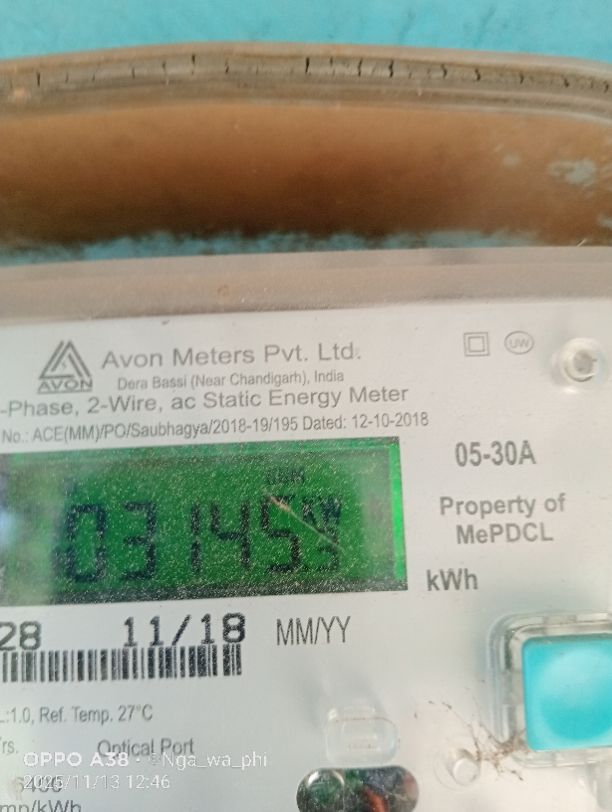 Avon Meters Pvt. Ltd.
AVON
Dera Bassi (Near Chandigarh), India
-Phase, 2-Wire, ac Static Energy Meter
No.: ACE(MM)/PO/Saubhagya/2018-19/195 Dated: 12-10-2018
UW
05-30A
Property of
MePDCL
03145
kWh
28 11/18 MM/YY
.:1.0, Ref. Temp. 27°C
rs. Optical Port
OPPO A38 · @Nga_wa_phi
2025/11/13 12:46
mp/kWh